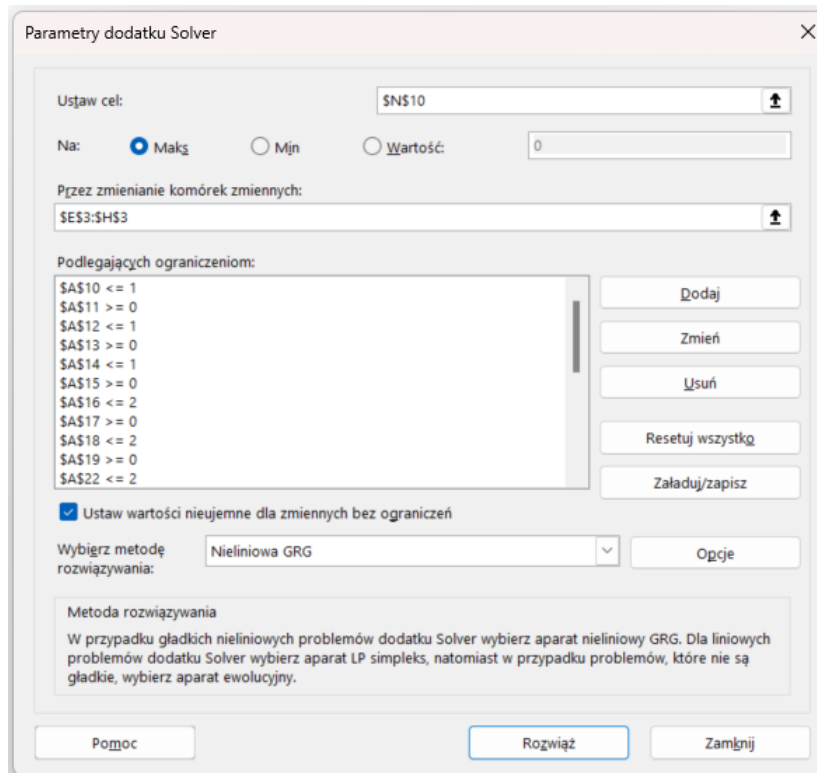 Parametry dodatku Solver
Ustaw cel:
$N$10
Na:
Maks
Min
Wartość:
0
Przez zmienianie komórek zmiennych:
$E$3:$H$3
Podlegających ograniczeniom:
$A$10 <= 1
$A$11 >= 0
$A$12 <= 1
$A$13 >= 0
$A$14 <= 1
$A$15 >= 0
$A$16 <= 2
$A$17 >= 0
$A$18 <= 2
$A$19 >= 0
$A$22 <= 2
Dodaj
Zmień
Usuń
Resetuj wszystko
Załaduj/zapisz
Ustaw wartości nieujemne dla zmiennych bez ograniczeń
Wybierz metodę
rozwiązywania:
Nieliniowa GRG
Opcje
Metoda rozwiązywania
W przypadku gładkich nieliniowych problemów dodatku Solver wybierz aparat nieliniowy GRG. Dla liniowych
problemów dodatku Solver wybierz aparat LP simpleks, natomiast w przypadku problemów, które nie są
gładkie, wybierz aparat ewolucyjny.
Pomoc
Rozwiąż
Zamknij